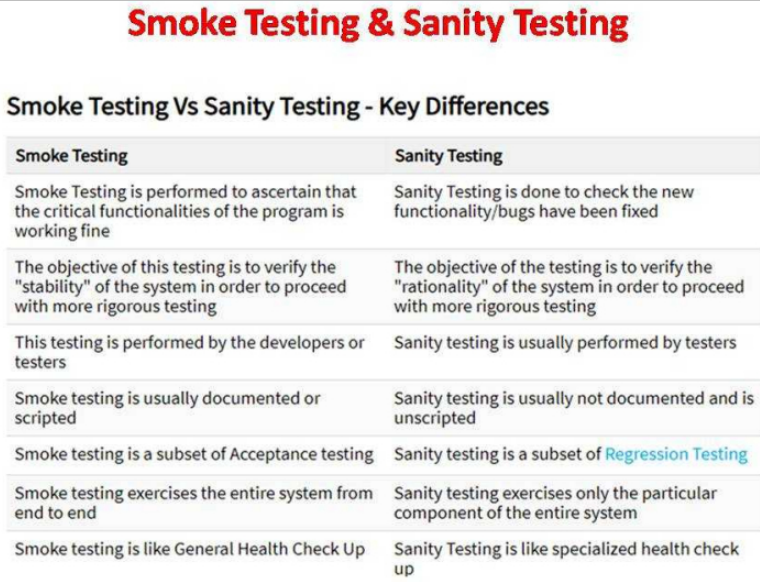 Smoke Testing & Sanity Testing
Smoke Testing Vs Sanity Testing - Key Differences
Smoke Testing
Sanity Testing
Smoke Testing is performed to ascertain that
the critical functionalities of the program is
working fine
Sanity Testing is done to check the new
functionality/bugs have been fixed
The objective of this testing is to verify the
"stability" of the system in order to proceed
with more rigorous testing
The objective of the testing is to verify the
"rationality" of the system in order to proceed
with more rigorous testing
This testing is performed by the developers or
testers
Sanity testing is usually performed by testers
Smoke testing is usually documented or
scripted
Sanity testing is usually not documented and is
unscripted
Smoke testing is a subset of Acceptance testing
Sanity testing is a subset of Regression Testing
Smoke testing exercises the entire system from
end to end
Sanity testing exercises only the particular
component of the entire system
Smoke testing is like General Health Check Up
Sanity Testing is like specialized health check
up